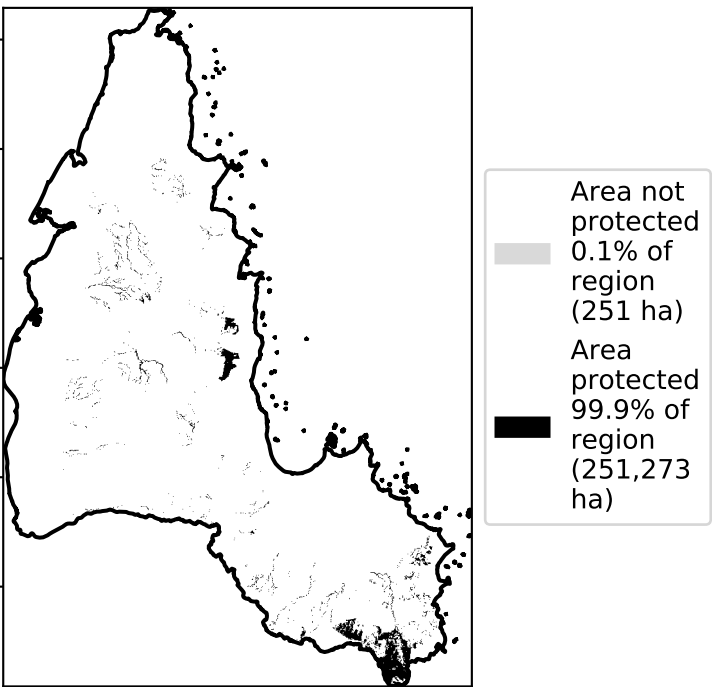 Area not
protected
0.1% of
region
(251 ha)
Area
protected
99.9% of
region
(251,273
ha)